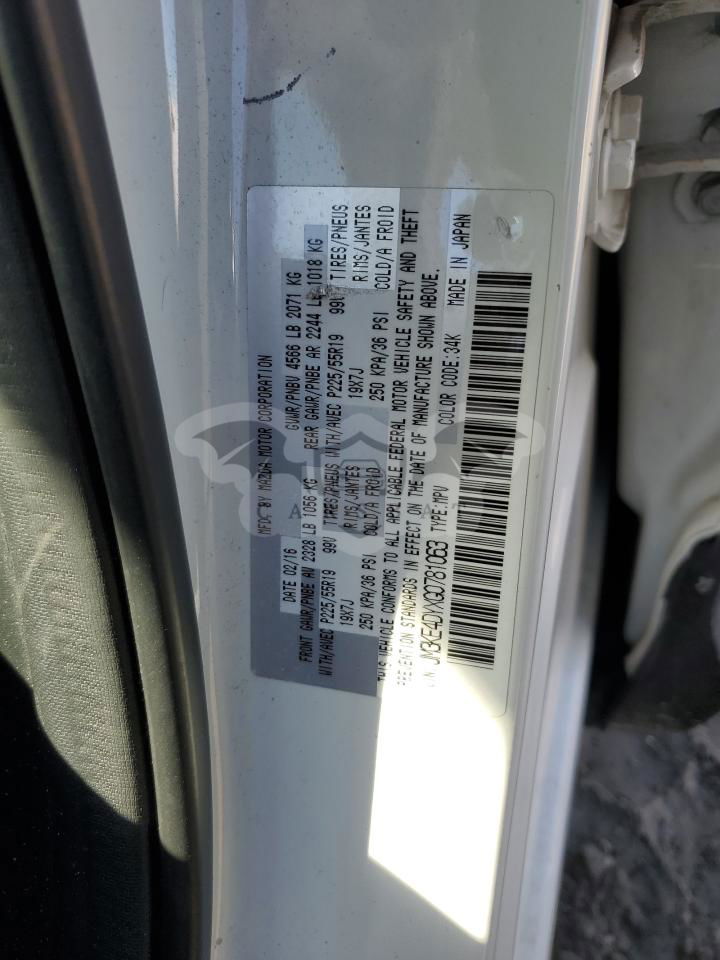 MFDC BY MAZDA MOTOR CORPORATION
DATE 02/16 GVWR/PNBV 4566 LB 2071 KG
FRONT GAWR/PNBE AV 2328 LB 1056 KG REAR GAWR/PNBE AR 2244 LB 1018 KG
WITH/AVEC P225/55R19 99V TIRES/PNEUS WITH/AVEC P225/55R19 99V TIRES/PNEUS
19X7J RIMS/JANTES 19X7J RIMS/JANTES
250 KPA/36 PSI COLD/A FROID 250 KPA/36 PSI COLD/A FROID
THIS VEHICLE CONFORMS TO ALL APPLICABLE FEDERAL MOTOR VEHICLE SAFETY AND THEFT
PREVENTION STANDARDS IN EFFECT ON THE DATE OF MANUFACTURE SHOWN ABOVE.
JM3KE4DYXG0781063 TYPE:MPV COLOR CODE:34K MADE IN JAPAN